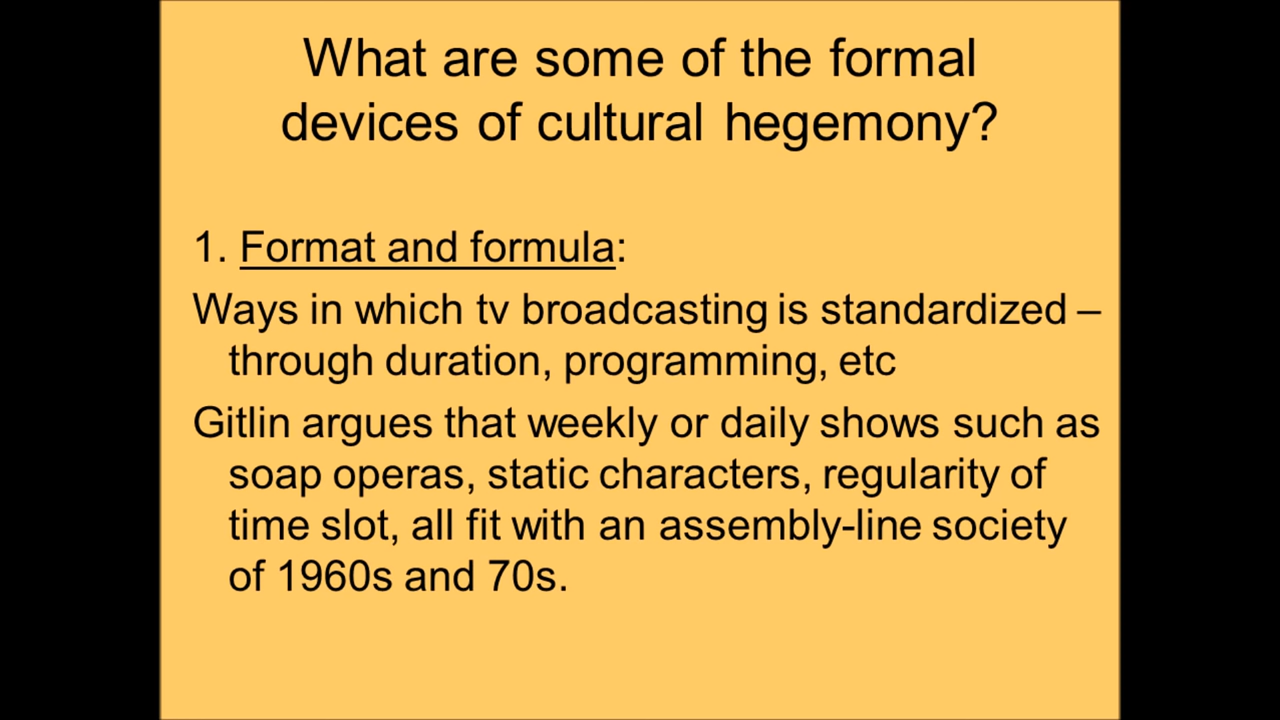 What are some of the formal
devices of cultural hegemony?
1. Format and formula:
Ways in which tv broadcasting is standardized –
through duration, programming, etc
Gitlin argues that weekly or daily shows such as
soap operas, static characters, regularity of
time slot, all fit with an assembly-line society
of 1960s and 70s.